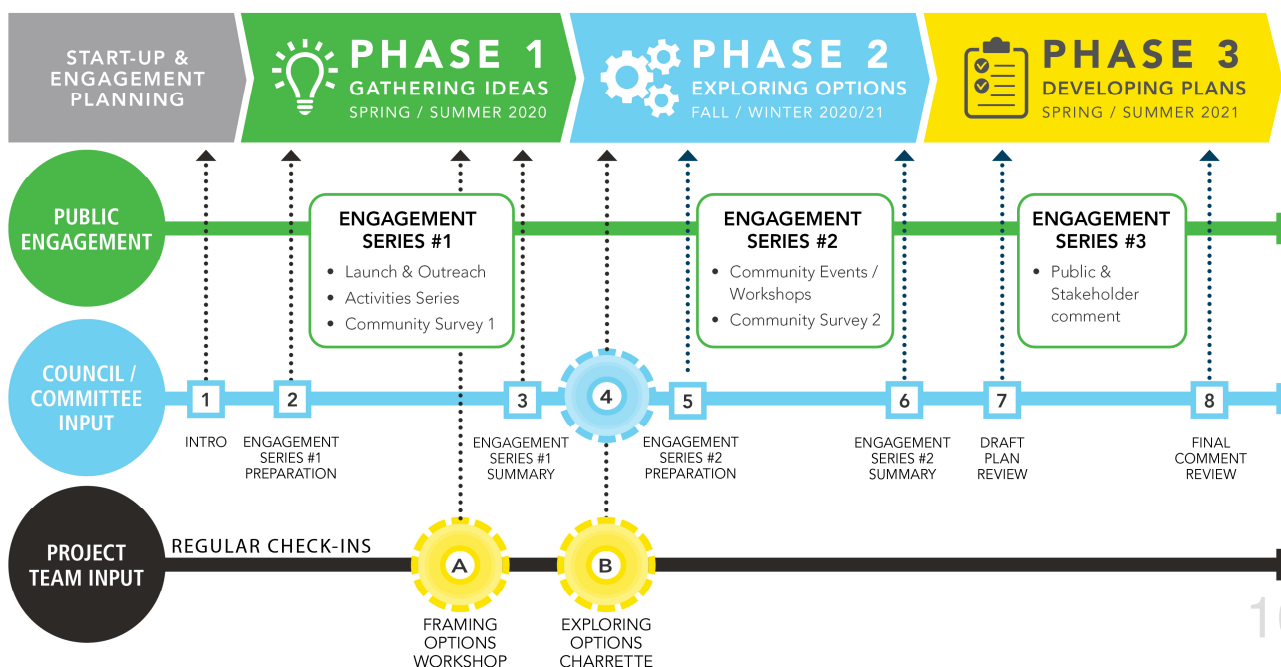 START-UP &
ENGAGEMENT
PLANNING
PHASE 1
GATHERING IDEAS
SPRING / SUMMER 2020
PHASE 2
EXPLORING OPTIONS
FALL / WINTER 2020/21
PHASE 3
DEVELOPING PLANS
SPRING / SUMMER 2021
PUBLIC
ENGAGEMENT
ENGAGEMENT
SERIES #1
• Launch & Outreach
• Activities Series
• Community Survey 1
ENGAGEMENT
SERIES #2
• Community Events /
Workshops
• Community Survey 2
ENGAGEMENT
SERIES #3
• Public &
Stakeholder
comment
COUNCIL /
COMMITTEE
INPUT
1
INTRO
2
ENGAGEMENT
SERIES #1
PREPARATION
3
ENGAGEMENT
SERIES #1
SUMMARY
4
5
ENGAGEMENT
SERIES #2
PREPARATION
6
ENGAGEMENT
SERIES #2
SUMMARY
7
DRAFT
PLAN
REVIEW
8
FINAL
COMMENT
REVIEW
PROJECT
TEAM INPUT
REGULAR CHECK-INS
A
FRAMING
OPTIONS
WORKSHOP
B
EXPLORING
OPTIONS
CHARRETTE